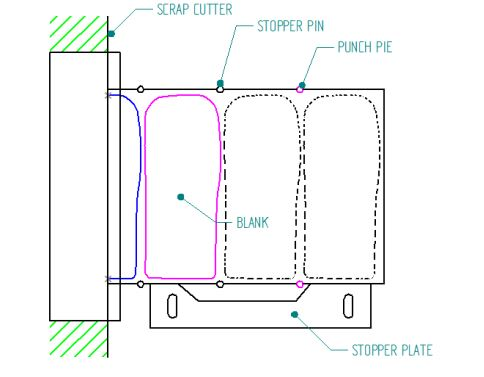 SCRAP CUTTER
STOPPER PIN
PUNCH PIE
BLANK
STOPPER PLATE